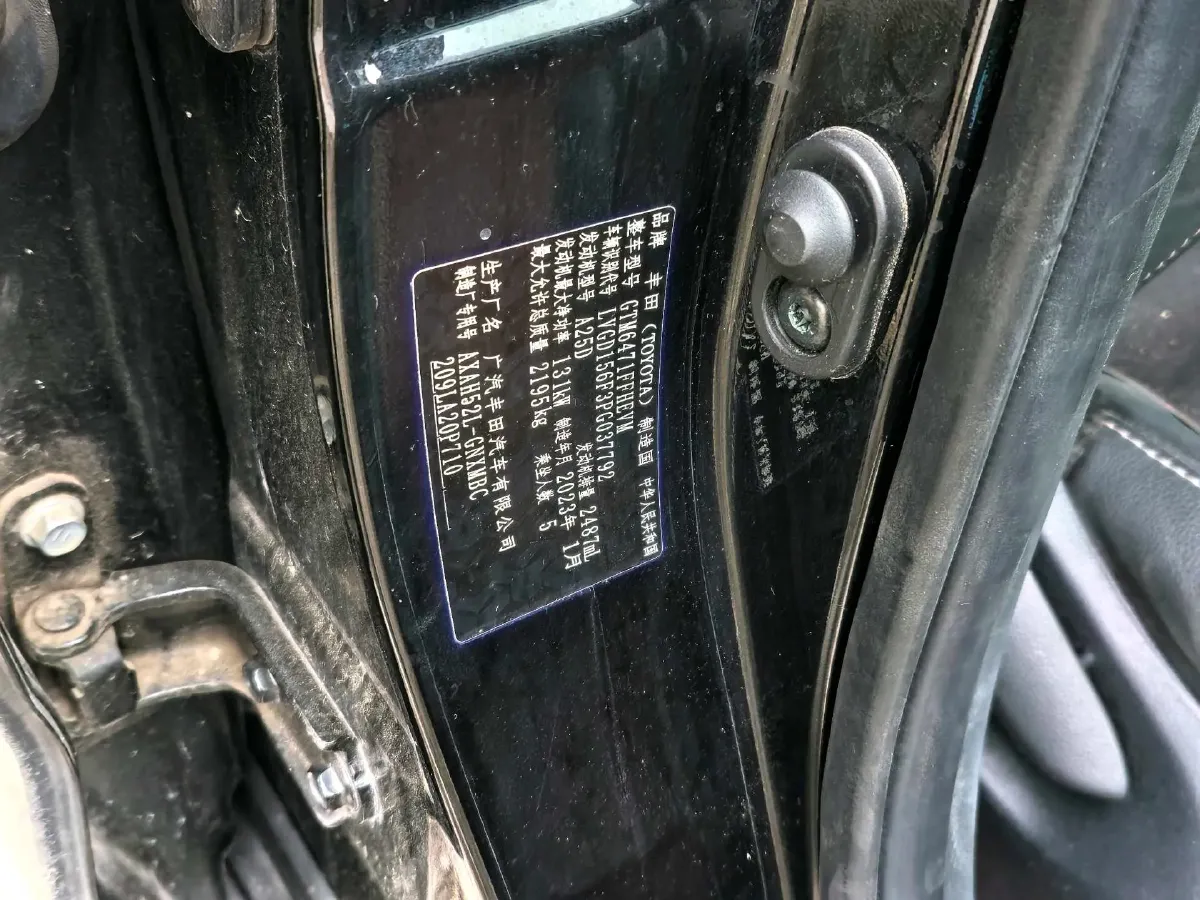 品牌 丰田（TOYOTA） 制造国 中华人民共和国
整车型号 GTM6471FFHEVM
车辆识别代号 LVGD156F3PG037792
发动机型号 A25D 发动机排量 2487mL
发动机最大净功率 131kW 制造年月 2023年 1月
最大允许总质量 2195kg 乘坐人数 5
生产厂名 广汽丰田汽车有限公司
制造厂专用号 AXAH52L-GNXMBC
209LA20P710